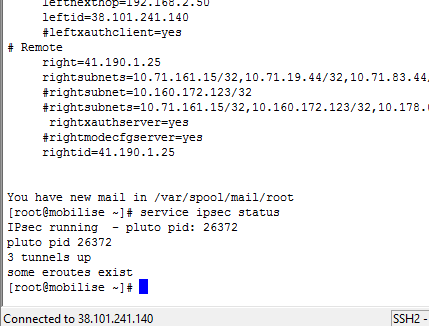 leftnexthop=192.168.2.50
leftid=38.101.241.140
#leftxauthclient=yes
# Remote
right=41.190.1.25
rightsubnets=10.71.161.15/32,10.71.19.44/32,10.71.83.44,
#rightsubnet=10.160.172.123/32
#rightsubnets=10.71.161.15/32,10.160.172.123/32,10.178.
rightxauthserver=yes
#rightmodecfgserver=yes
rightid=41.190.1.25
You have new mail in /var/spool/mail/root
[root@mobilise ~]# service ipsec status
IPsec running  - pluto pid: 26372
pluto pid 26372
3 tunnels up
some eroutes exist
[root@mobilise ~]#
Connected to 38.101.241.140 SSH2 -